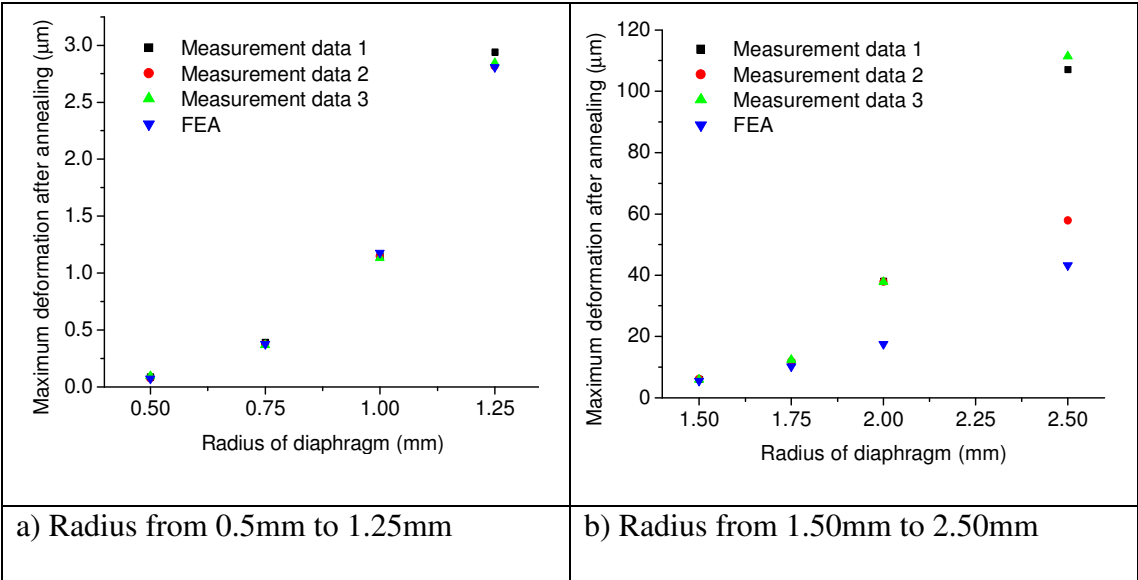 Maximum deformation after annealing (µm)
3.0
2.5
2.0
1.5
1.0
0.5
0.0
Measurement data 1
Measurement data 2
Measurement data 3
FEA
0.50 0.75 1.00 1.25
Radius of diaphragm (mm)
a) Radius from 0.5mm to 1.25mm
Maximum deformation after annealing (µm)
120
100
80
60
40
20
0
Measurement data 1
Measurement data 2
Measurement data 3
FEA
1.50 1.75 2.00 2.25 2.50
Radius of diaphragm (mm)
b) Radius from 1.50mm to 2.50mm